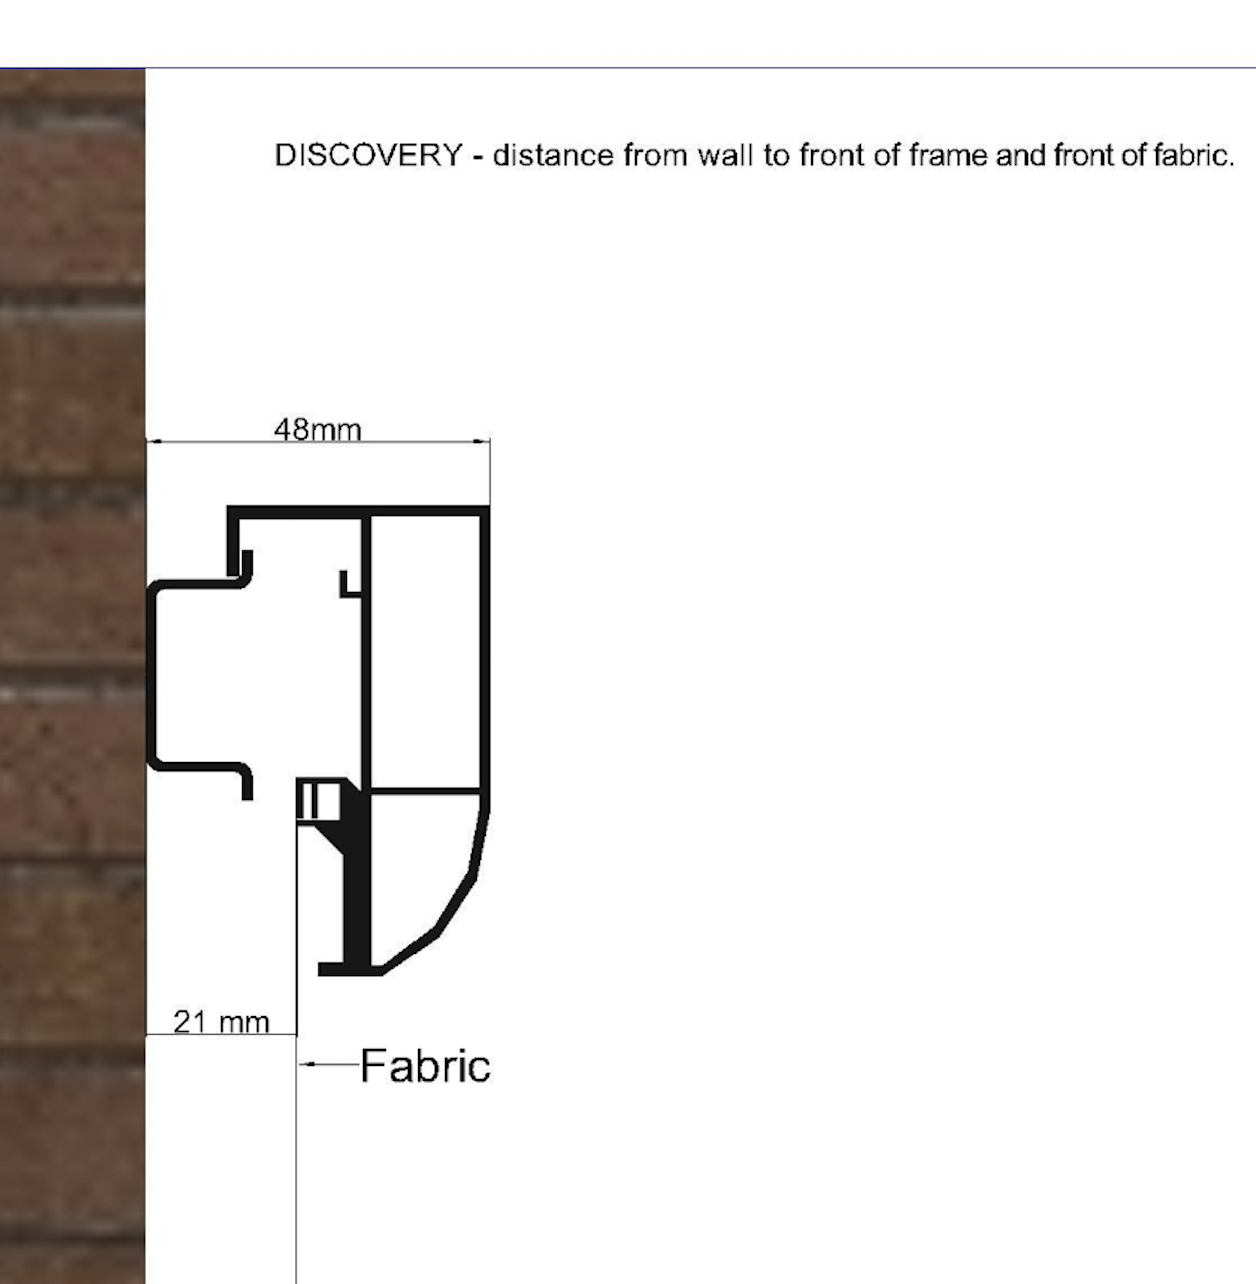 DISCOVERY - distance from wall to front of frame and front of fabric.
48mm
21 mm
Fabric